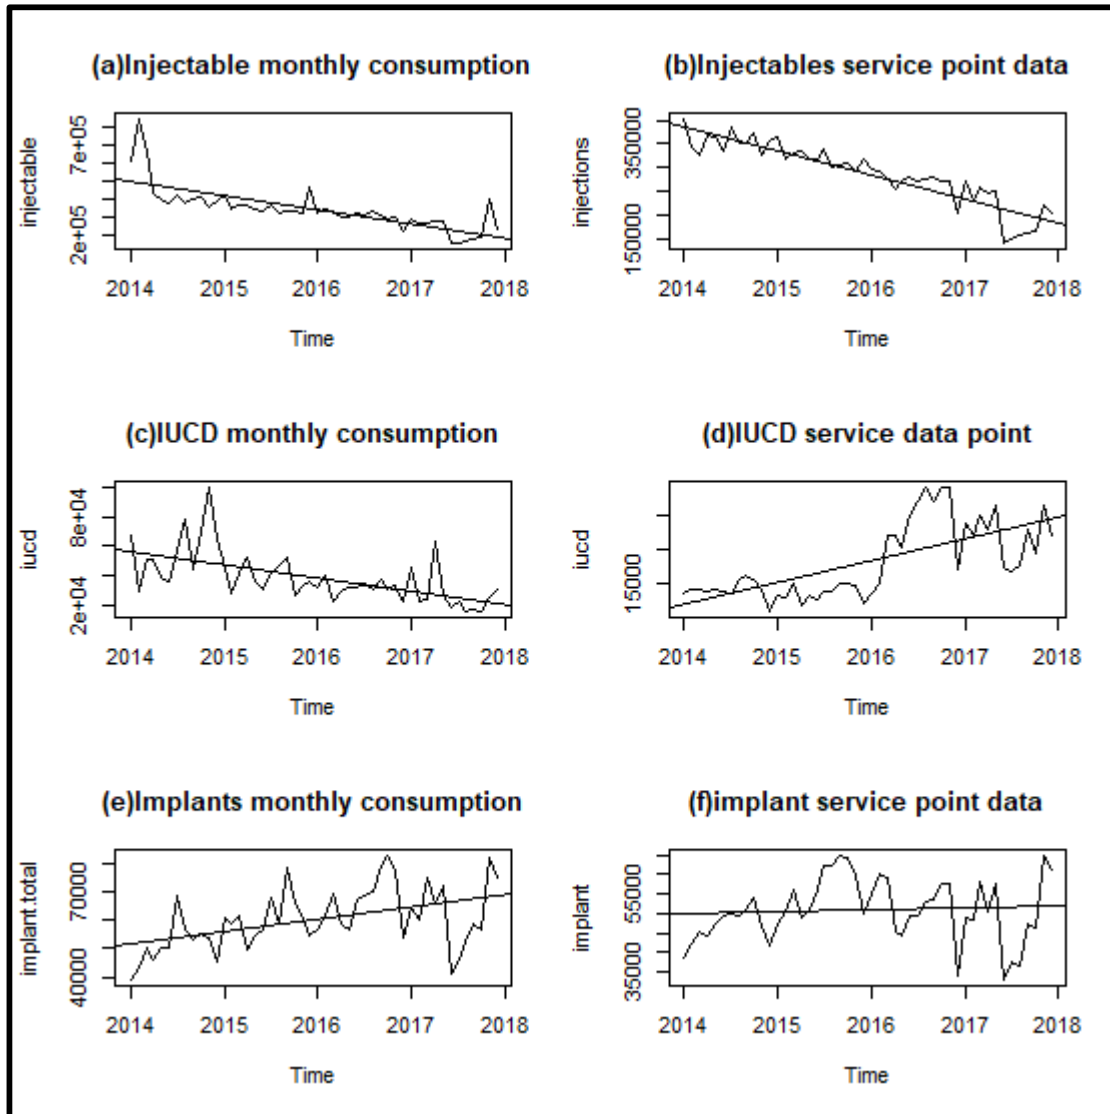 (a)Injectable monthly consumption
injectable
7e+05
2e+05
2014 2015 2016 2017 2018
Time
(b)Injectables service point data
injections
350000
150000
2014 2015 2016 2017 2018
Time
(c)IUCD monthly consumption
iucd
8e+04
2e+04
2014 2015 2016 2017 2018
Time
(d)IUCD service data point
iucd
15000
2014 2015 2016 2017 2018
Time
(e)Implants monthly consumption
implant.total
70000
40000
2014 2015 2016 2017 2018
Time
(f)implant service point data
implant
55000
35000
2014 2015 2016 2017 2018
Time